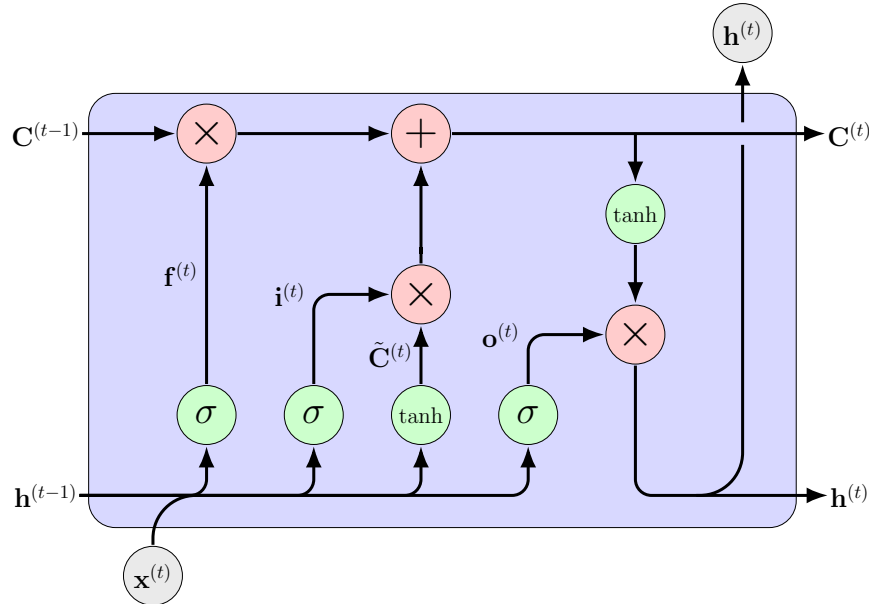 𝐡⁽ᵗ⁾
𝐂⁽ᵗ⁻¹⁾ × + 𝐂⁽ᵗ⁾
tanh
𝐟⁽ᵗ⁾ 𝐢⁽ᵗ⁾ ×
𝐨⁽ᵗ⁾ ×
𝐂̃⁽ᵗ⁾
σ σ tanh σ
𝐡⁽ᵗ⁻¹⁾ 𝐡⁽ᵗ⁾
𝐱⁽ᵗ⁾